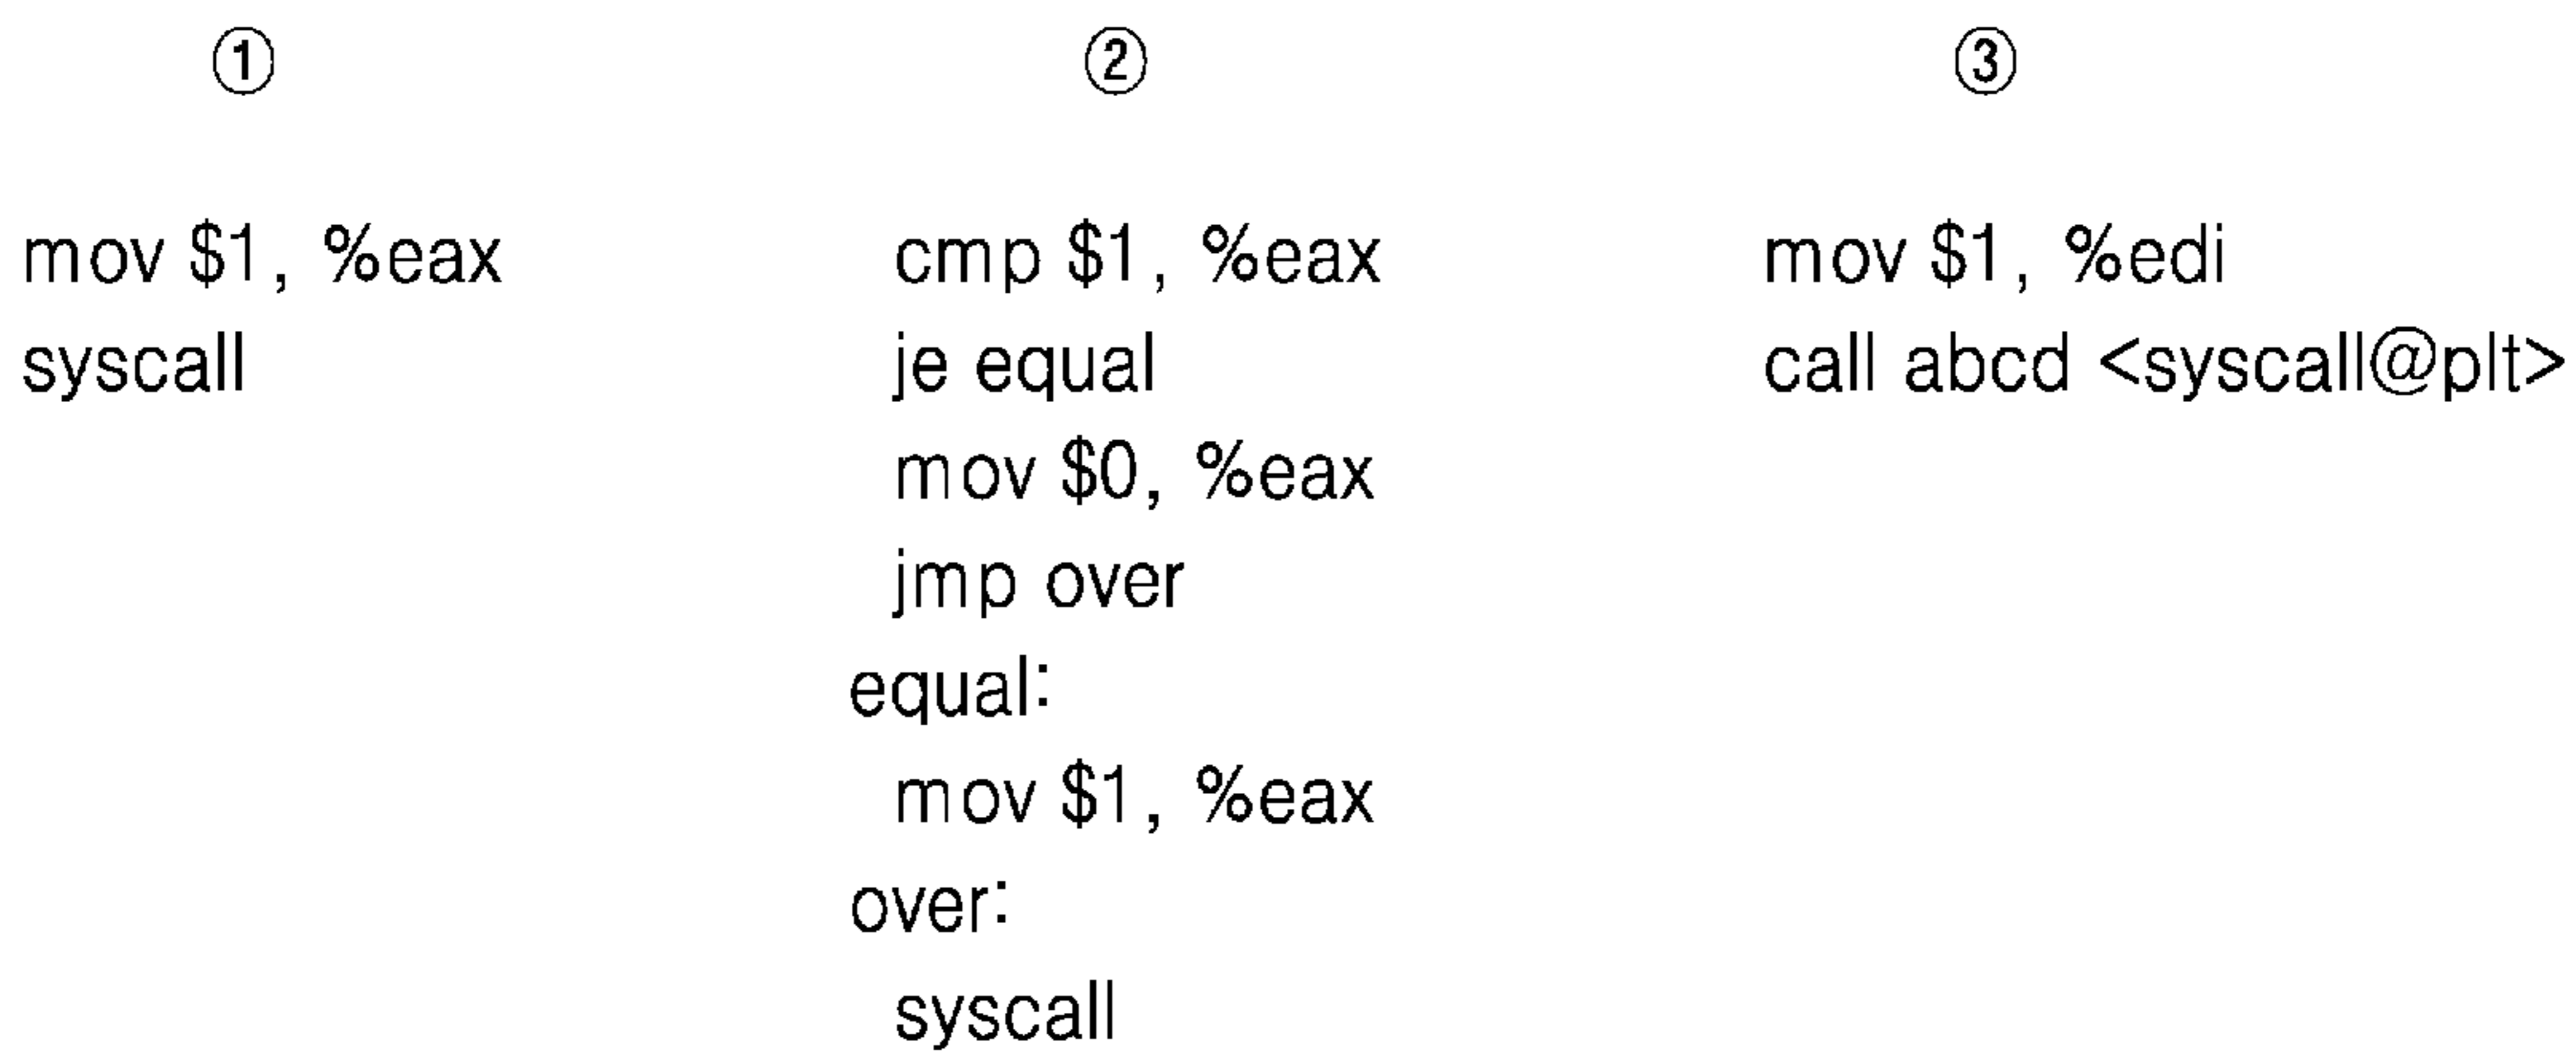 ①
mov $1, %eax
syscall
②
cmp $1, %eax
je equal
mov $0, %eax
jmp over
equal:
mov $1, %eax
over:
syscall
③
mov $1, %edi
call abcd <syscall@plt>